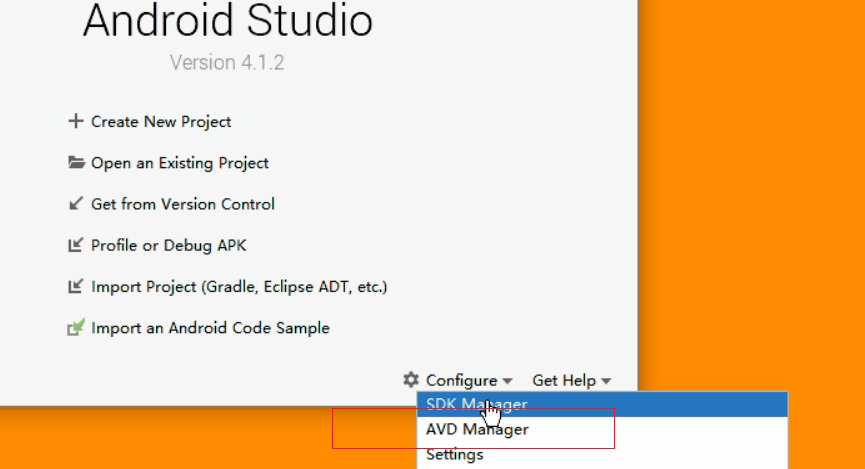 Android Studio
Version 4.1.2
Create New Project
Open an Existing Project
Get from Version Control
Profile or Debug APK
Import Project (Gradle, Eclipse ADT, etc.)
Import an Android Code Sample
Configure Get Help
SDK Manager
AVD Manager
Settings